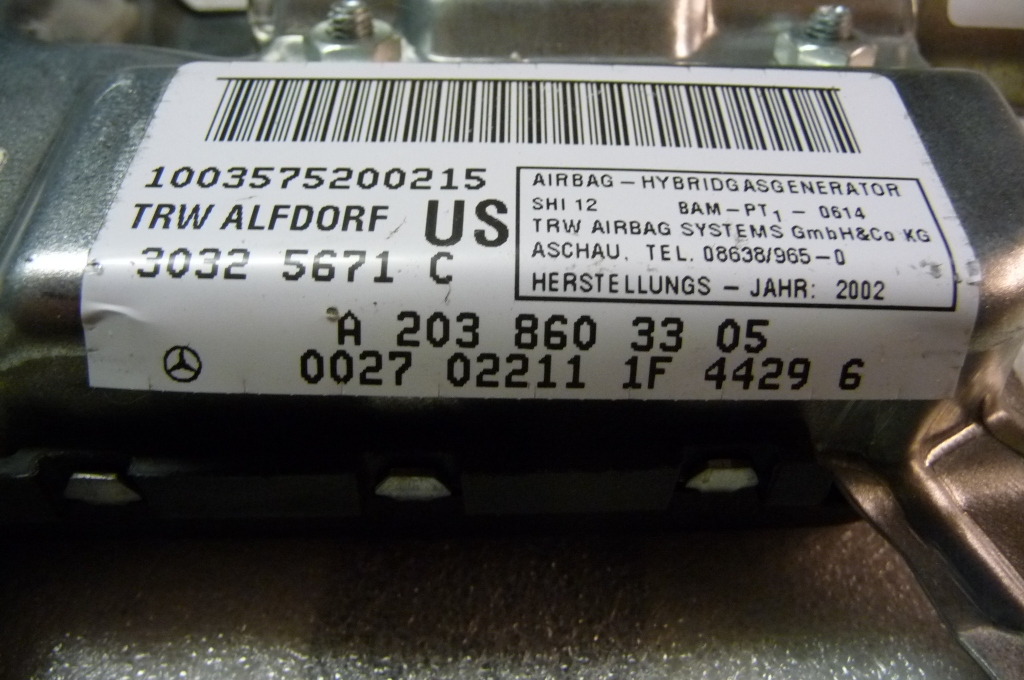 1003575200215
TRW ALFDORF US
3032 5671 C
AIRBAG – HYBRIDGASGENERATOR
SHI 12 BAM – PT1 – 0614
TRW AIRBAG SYSTEMS GmbH&Co KG
ASCHAU. TEL. 08638/965–0
HERSTELLUNGS – JAHR: 2002
A 203 860 33 05
0027 02211 1F 4429 6